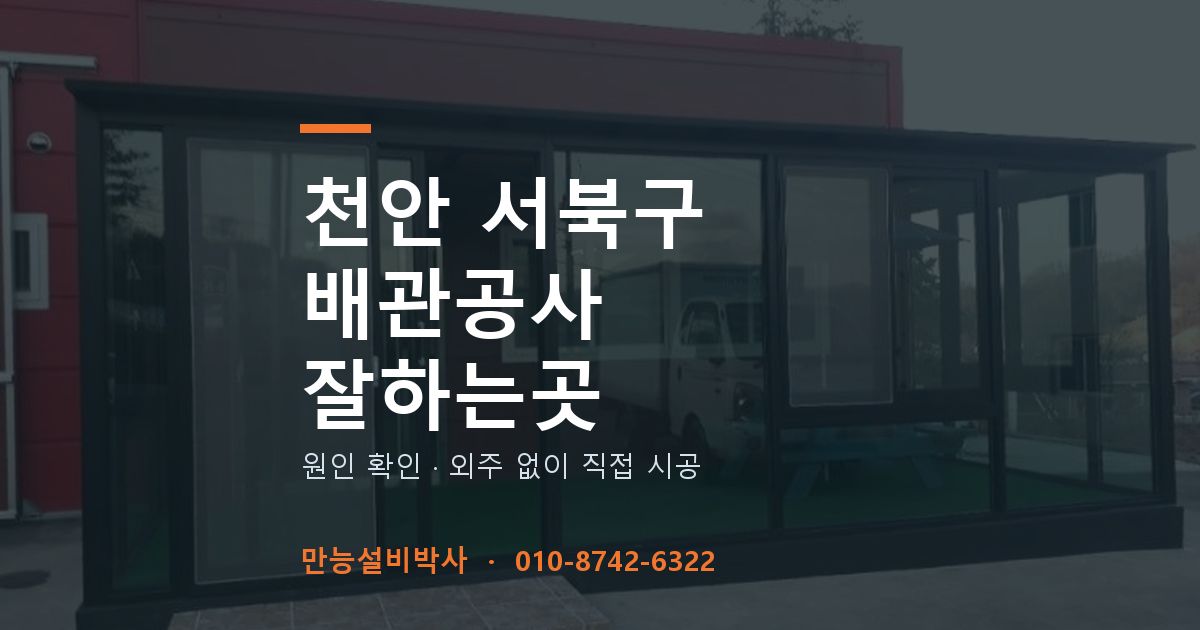 천안 서북구
배관공사
잘하는곳
원인 확인 · 외주 없이 직접 시공
만능설비박사 · 010-8742-6322